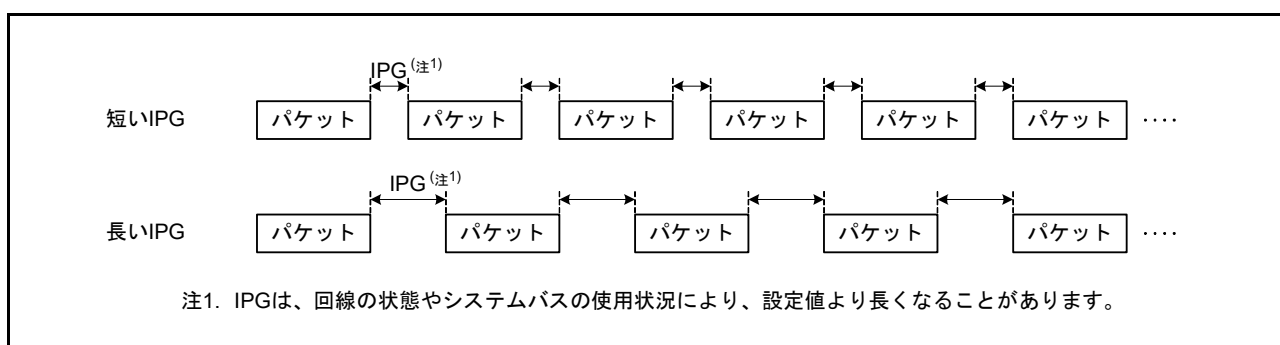 IPG(注1)
短いIPG パケット パケット パケット パケット パケット パケット ····
IPG(注1)
長いIPG パケット パケット パケット パケット パケット ····
注1. IPGは、回線の状態やシステムバスの使用状況により、設定値より長くなることがあります。